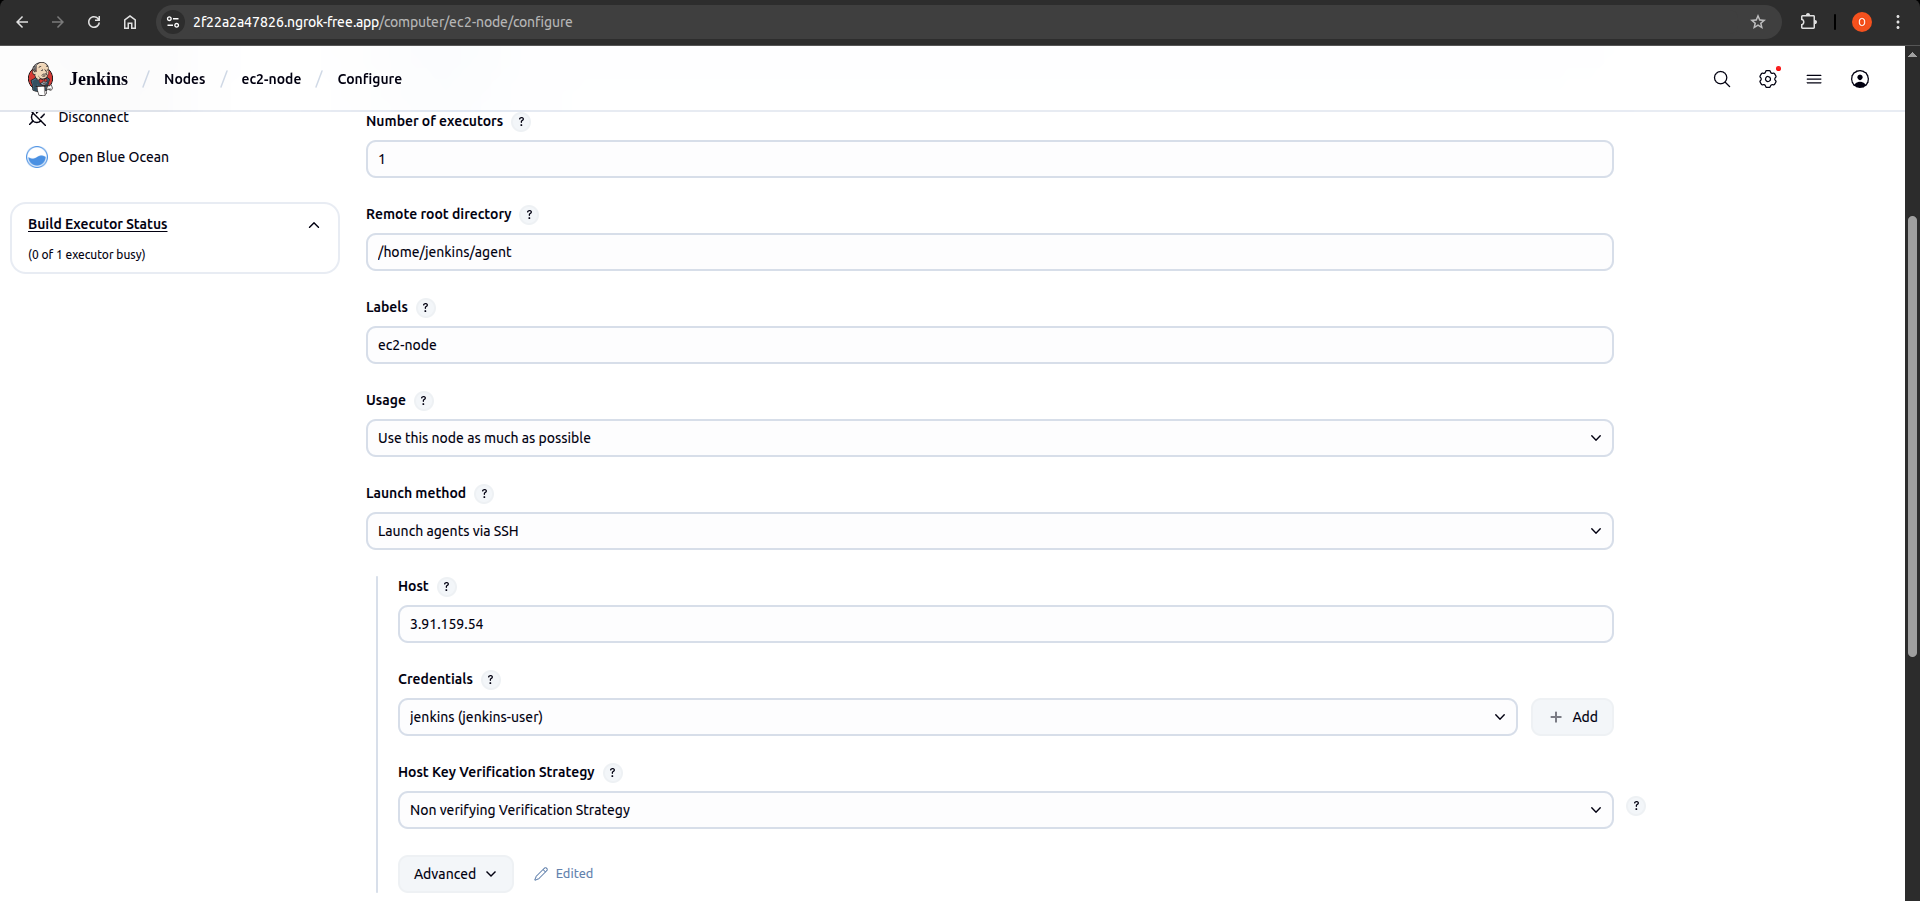 2f22a2a47826.ngrok-free.app/computer/ec2-node/configure
O
Jenkins / Nodes / ec2-node / Configure
Disconnect
Open Blue Ocean
Build Executor Status
(0 of 1 executor busy)
Number of executors ?
1
Remote root directory ?
/home/jenkins/agent
Labels ?
ec2-node
Usage ?
Use this node as much as possible
Launch method ?
Launch agents via SSH
Host ?
3.91.159.54
Credentials ?
jenkins (jenkins-user)
+ Add
Host Key Verification Strategy ?
Non verifying Verification Strategy
?
Advanced
Edited